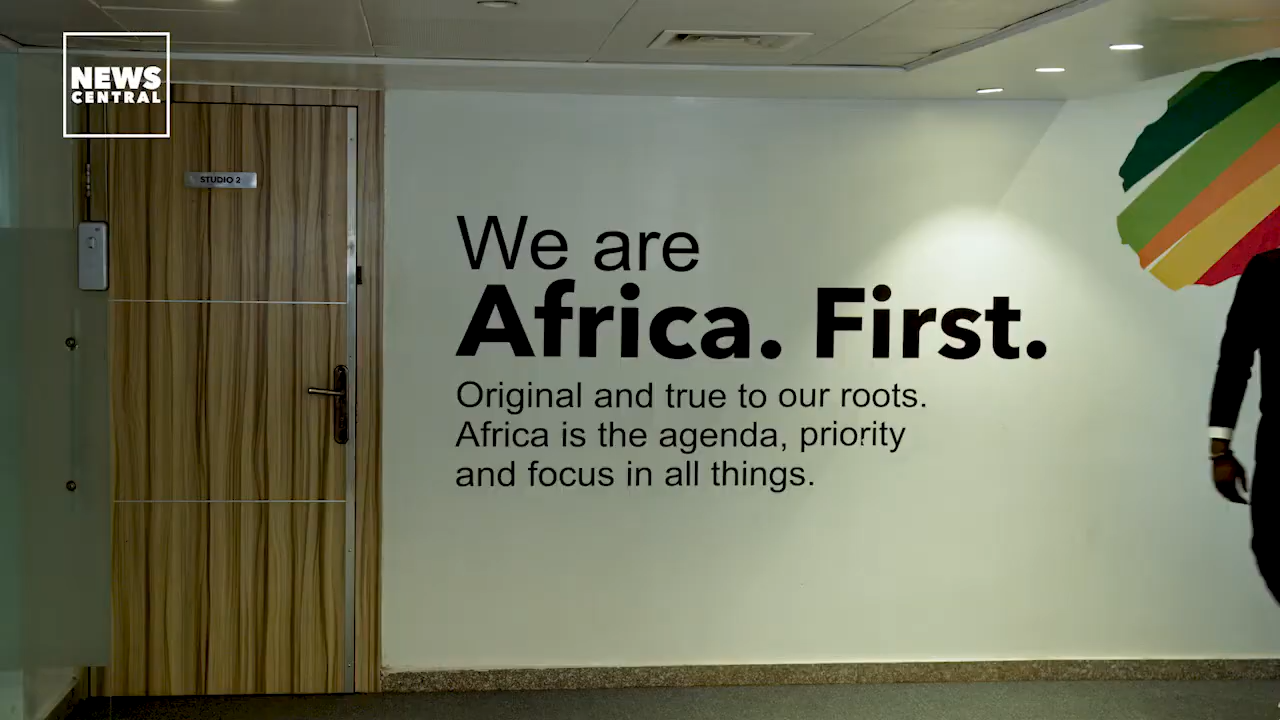 NEWS
CENTRAL
STUDIO 2
We are
Africa. First.
Original and true to our roots.
Africa is the agenda, priority
and focus in all things.